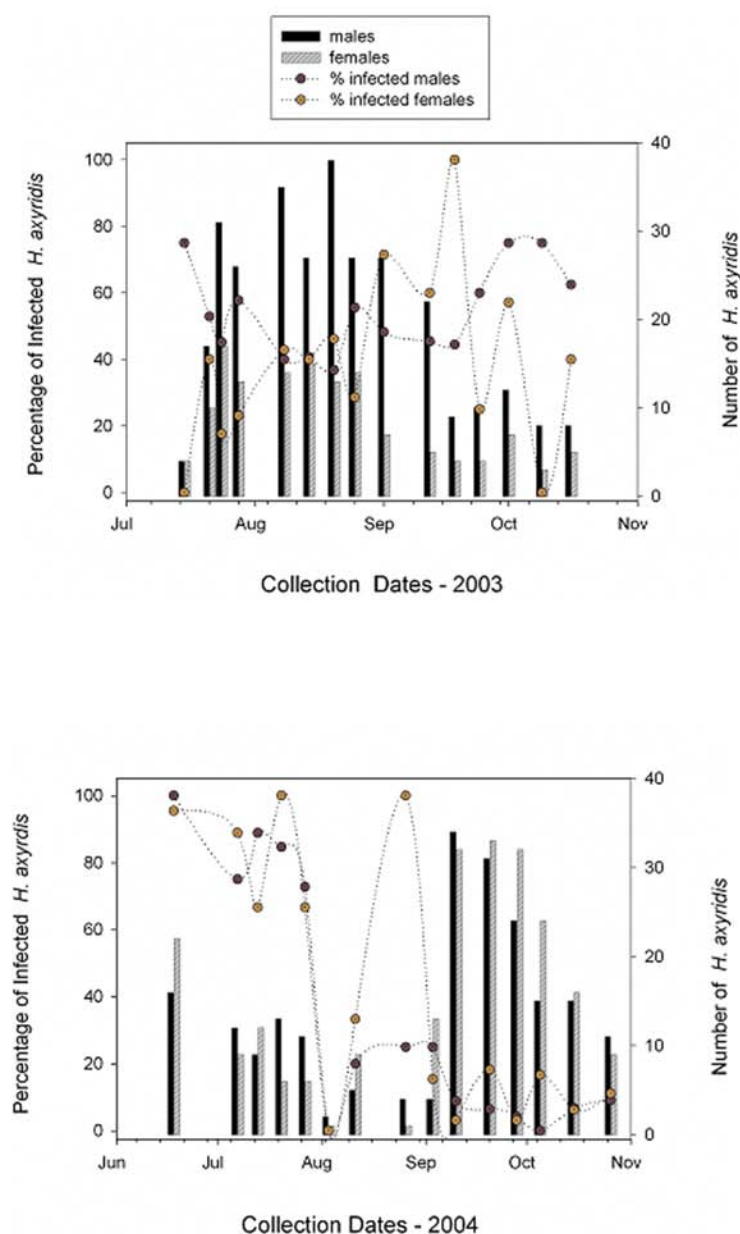 males
females
% infected males
% infected females
Percentage of Infected H. axyridis
100
80
60
40
20
0
40
30
20
10
0
Number of H. axyridis
Jul Aug Sep Oct Nov
Collection Dates - 2003
Percentage of Infected H. axyrdis
100
80
60
40
20
0
40
30
20
10
0
Number of H. axyridis
Jun Jul Aug Sep Oct Nov
Collection Dates - 2004